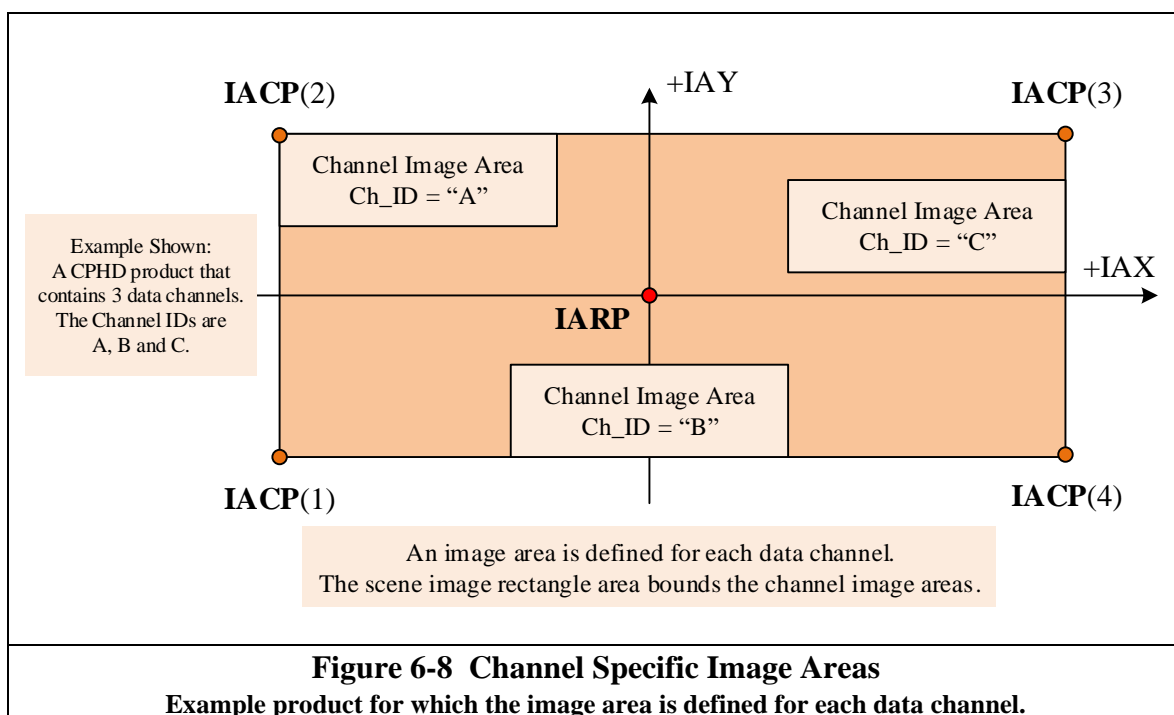 IACP(2)
+IAY
IACP(3)
Channel Image Area
Ch_ID = “A”
Channel Image Area
Ch_ID = “C”
Example Shown:
A CPHD product that
contains 3 data channels.
The Channel IDs are
A, B and C.
+IAX
IARP
Channel Image Area
Ch_ID = “B”
IACP(1)
IACP(4)
An image area is defined for each data channel.
The scene image rectangle area bounds the channel image areas.
Figure 6-8 Channel Specific Image Areas
Example product for which the image area is defined for each data channel.